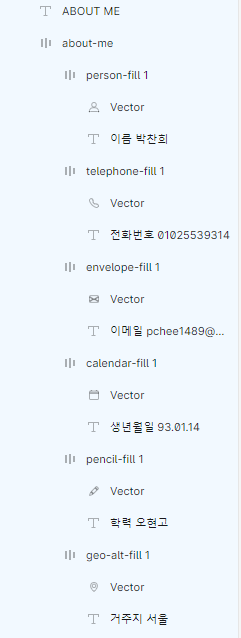 ABOUT ME
about-me
person-fill 1
Vector
이름 박찬희
telephone-fill 1
Vector
전화번호 01025539314
envelope-fill 1
Vector
이메일 pchee1489@...
calendar-fill 1
Vector
생년월일 93.01.14
pencil-fill 1
Vector
학력 오현고
geo-alt-fill 1
Vector
거주지 서울